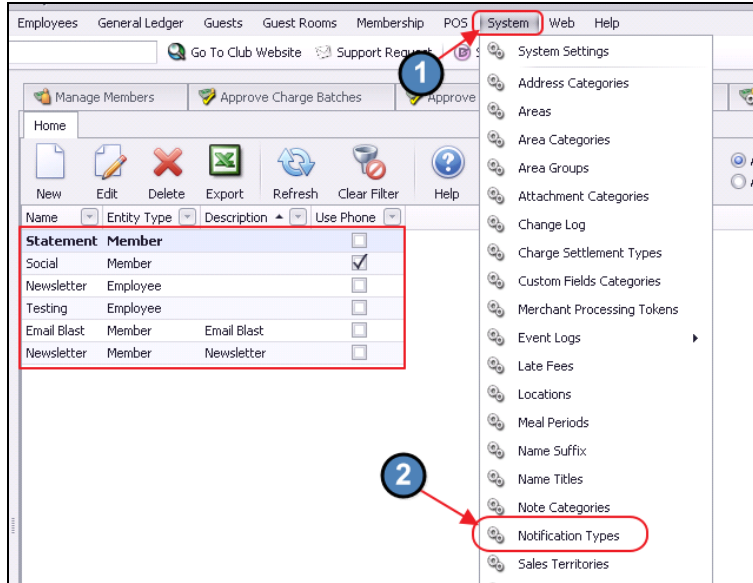 Employees General Ledger Guests Guest Rooms Membership POS System Web Help
Go To Club Website Support Request
1
System Settings
Manage Members Approve Charge Batches Approve
Address Categories
Home
Areas
Area Categories
Area Groups
New Edit Delete Export Refresh Clear Filter Help
Attachment Categories
Name Entity Type Description Use Phone
Change Log
Statement Member
Social Member
Charge Settlement Types
Newsletter Employee
Custom Fields Categories
Testing Employee
Merchant Processing Tokens
Email Blast Member Email Blast
Event Logs
Newsletter Member Newsletter
Late Fees
Locations
Meal Periods
Name Suffix
2
Name Titles
Note Categories
Notification Types
Sales Territories